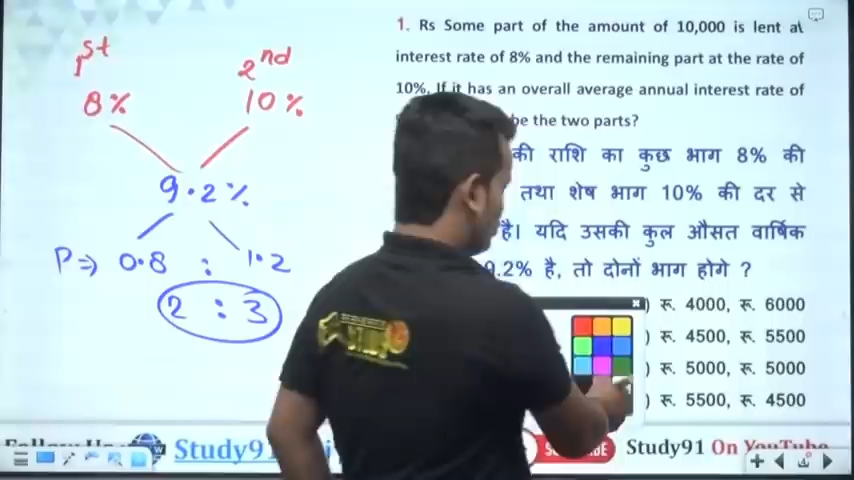 1st
2nd
8%
10%
9.2%
P⇒ 0.8 : 1.2
2 : 3
1. Rs Some part of the amount of 10,000 is lent at
interest rate of 8% and the remaining part at the rate of
10%. If it has an overall average annual interest rate of
be the two parts?
की राशि का कुछ भाग 8% की
तथा शेष भाग 10% की दर से
है। यदि उसकी कुल औसत वार्षिक
9.2% है, तो दोनों भाग होगे ?
) रू. 4000, रू. 6000
) रू. 4500, रू. 5500
) रू. 5000, रू. 5000
) रू. 5500, रू. 4500
Follow Us
Study91
Study91 On YouTube